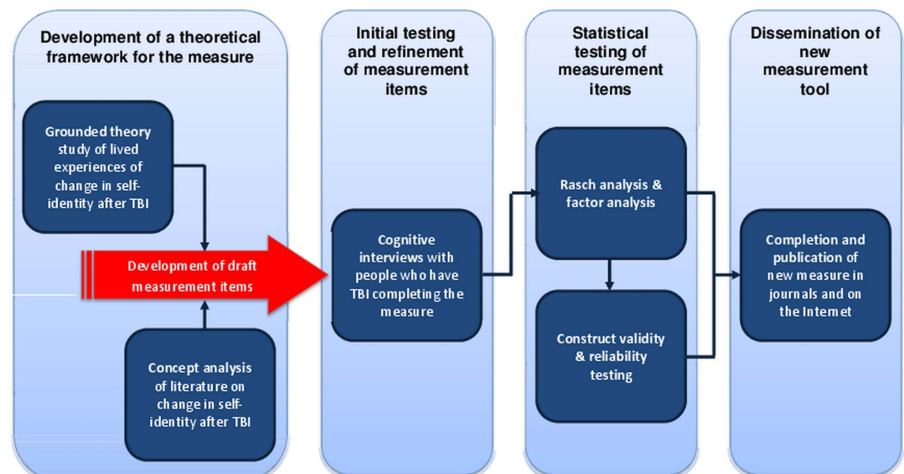 Development of a theoretical
framework for the measure
Grounded theory
study of lived
experiences of
change in self-
identity after TBI
Development of draft
measurement items
Concept analysis
of literature on
change in self-
identity after TBI
Initial testing
and refinement
of measurement
items
Cognitive
interviews with
people who have
TBI completing the
measure
Statistical
testing of
measurement
items
Rasch analysis &
factor analysis
Construct validity
& reliability
testing
Dissemination of
new
measurement
tool
Completion and
publication of
new measure in
journals and on
the Internet